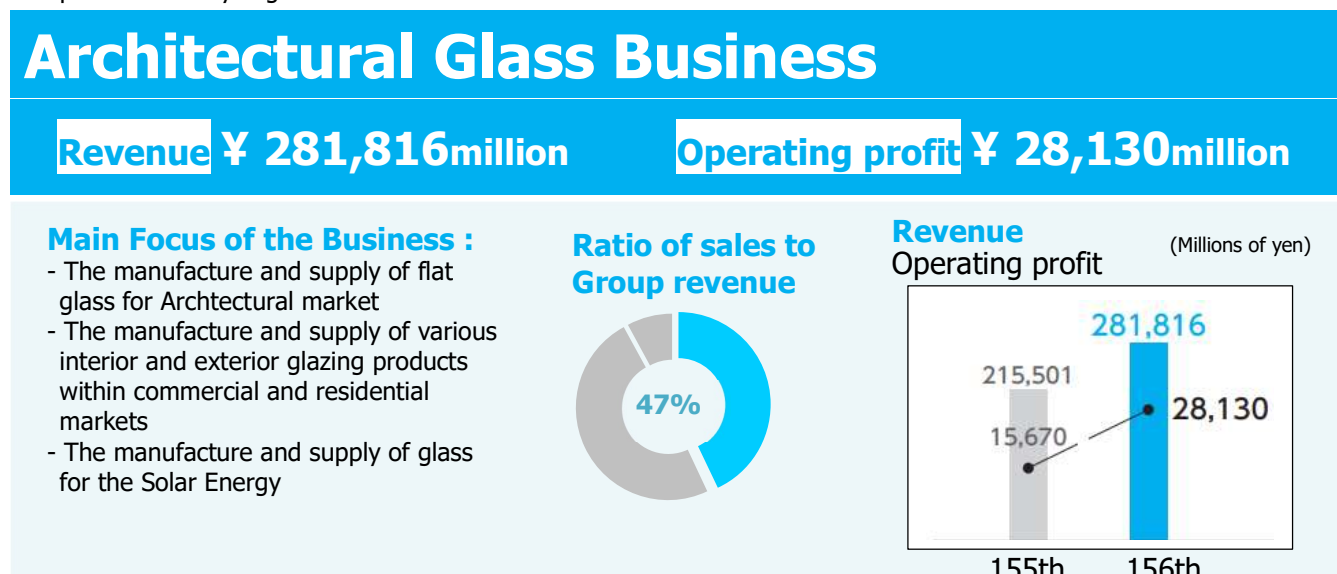 Architectural Glass Business
Revenue ¥ 281,816million
Operating profit ¥ 28,130million
Main Focus of the Business :
- The manufacture and supply of flat
glass for Archtectural market
- The manufacture and supply of various
interior and exterior glazing products
within commercial and residential
markets
- The manufacture and supply of glass
for the Solar Energy
Ratio of sales to
Group revenue
47%
Revenue
Operating profit
(Millions of yen)
281,816
215,501
28,130
15,670
155th 156th